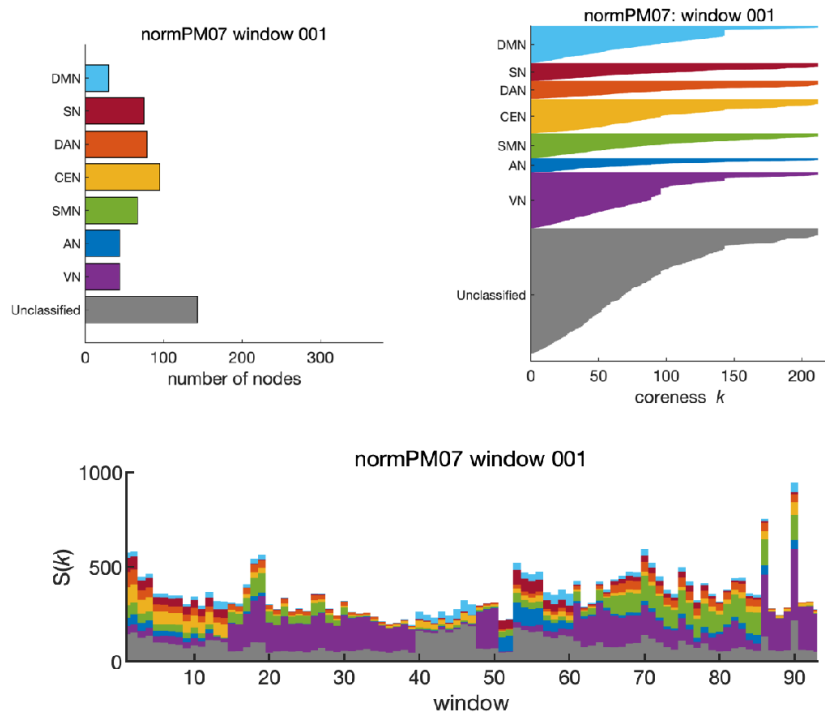 normPM07 window 001
DMN
SN
DAN
CEN
SMN
AN
VN
Unclassified
0 100 200 300
number of nodes
normPM07: window 001
DMN
SN
DAN
CEN
SMN
AN
VN
Unclassified
0 50 100 150 200
coreness k
normPM07 window 001
1000
500
0
S(k)
10 20 30 40 50 60 70 80 90
window